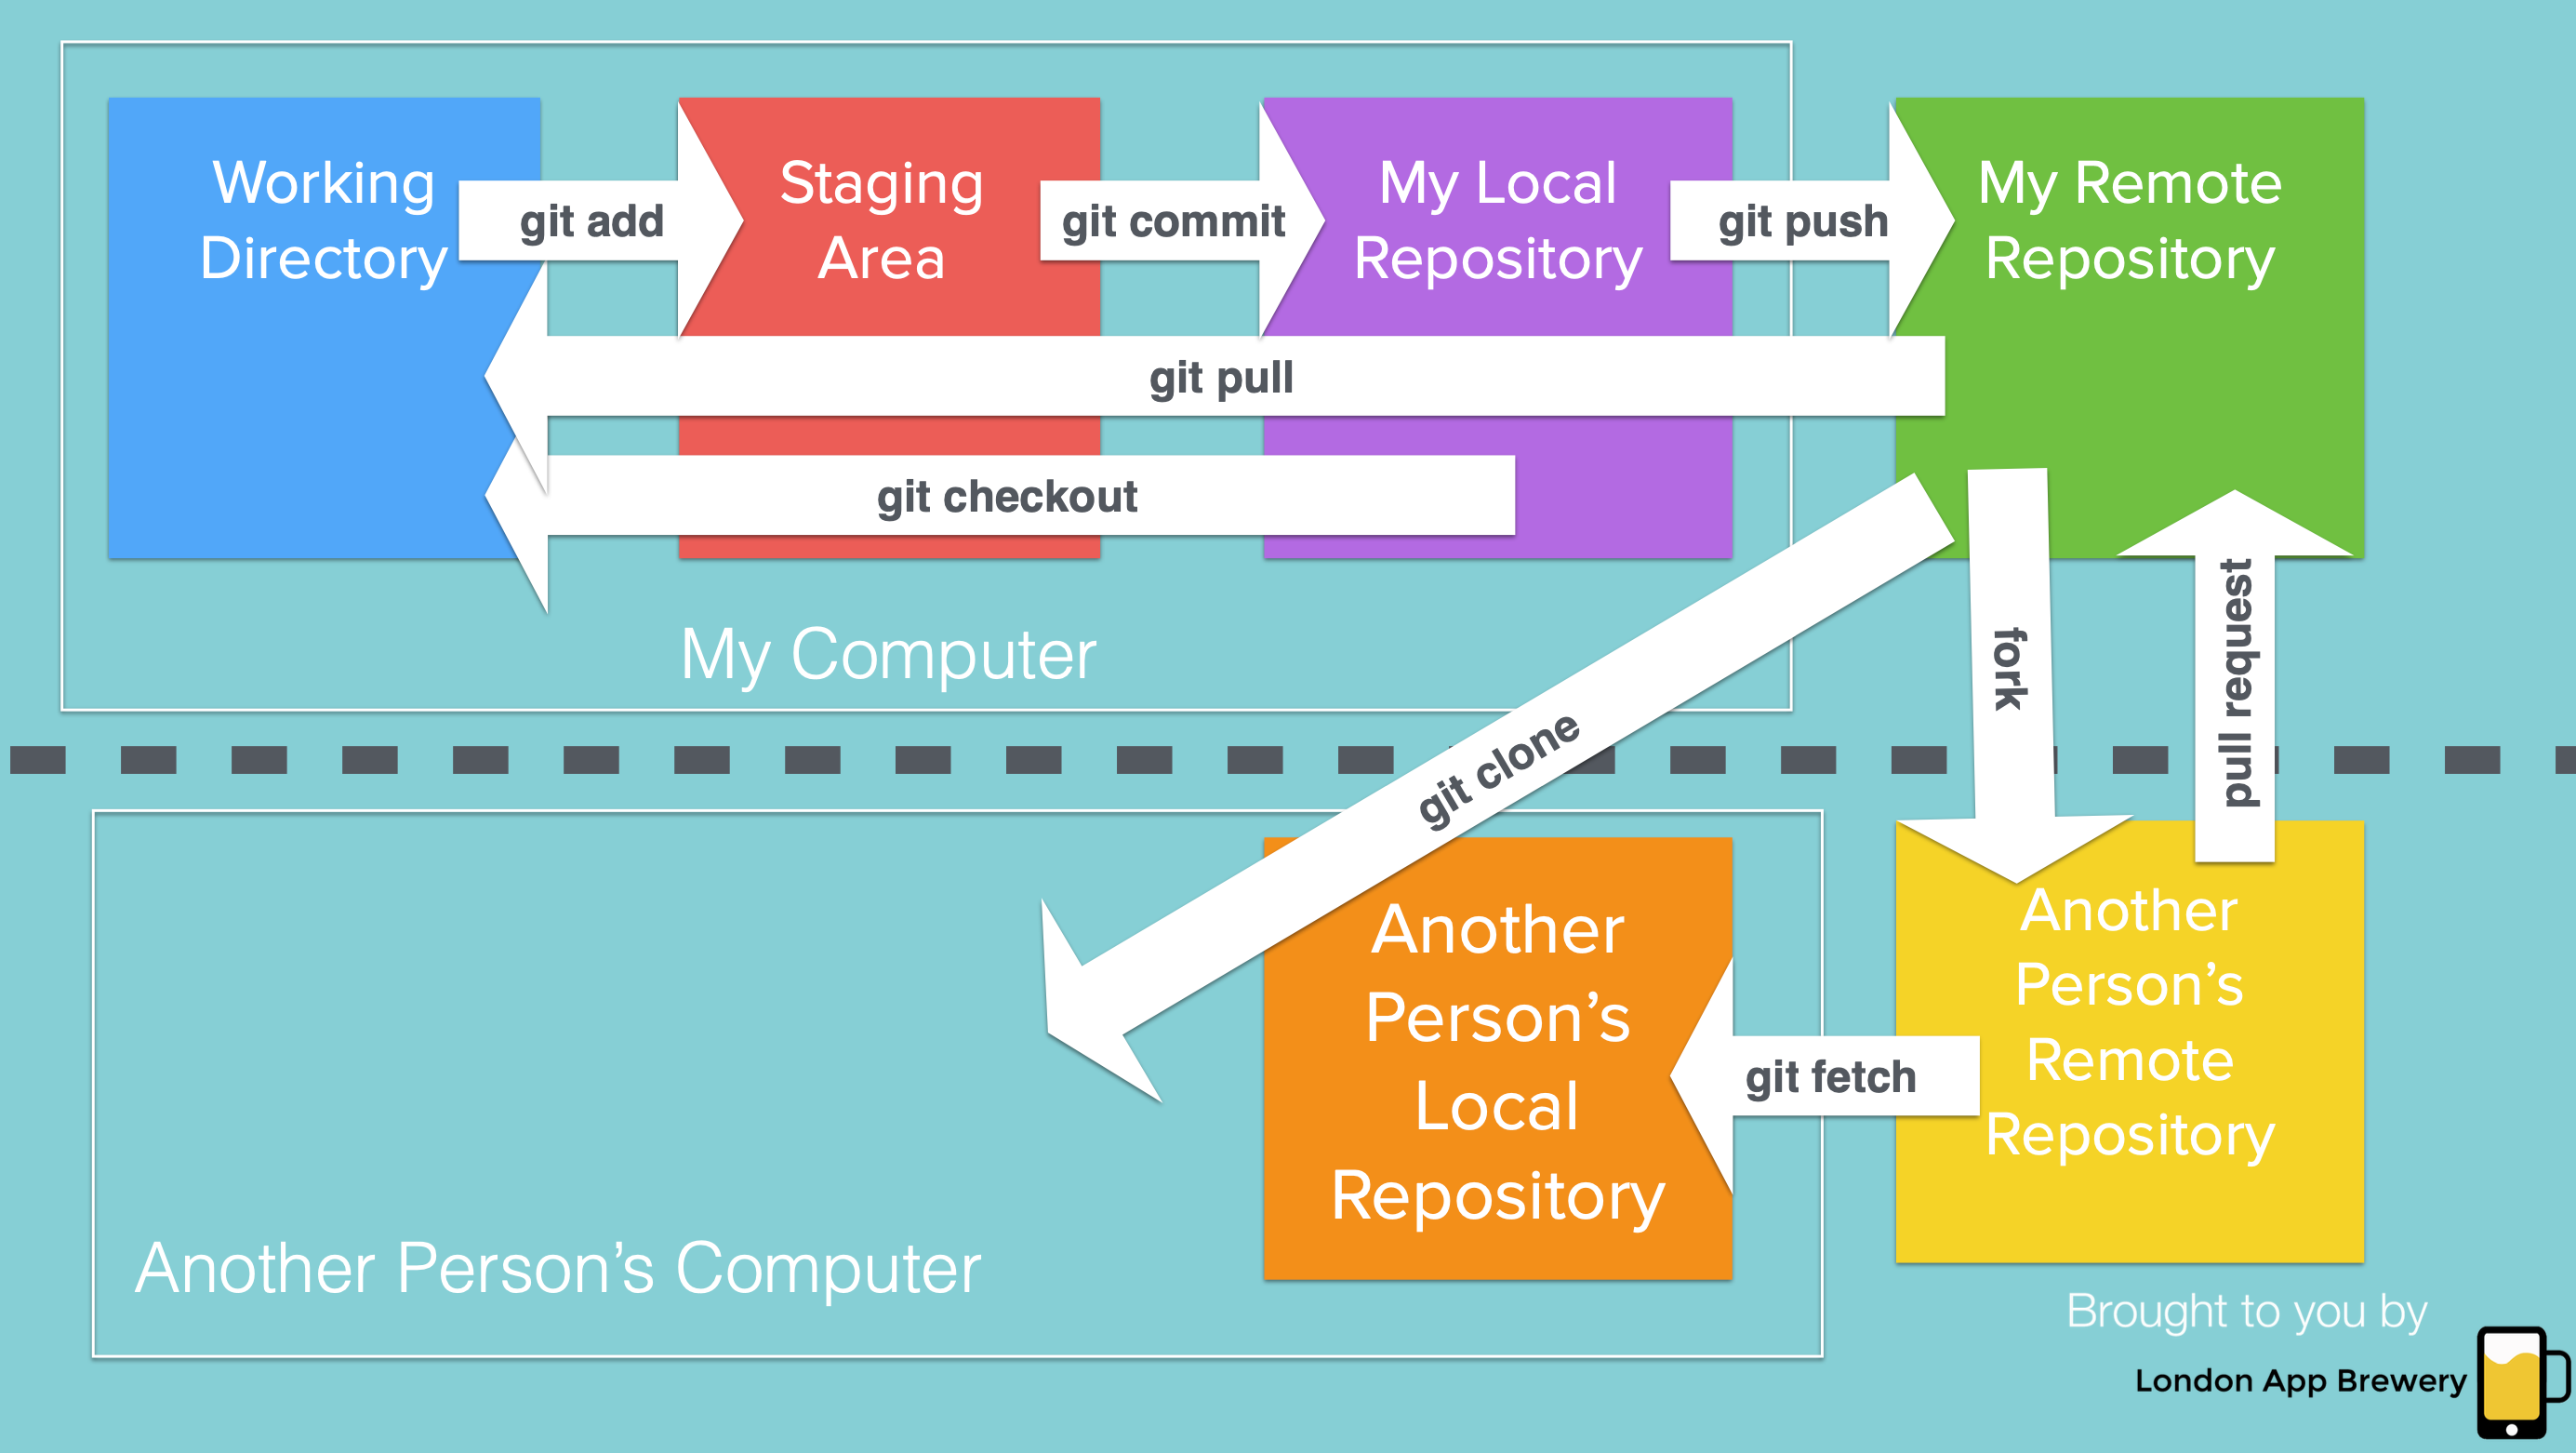 Working
Directory
git add
Staging
Area
git commit
My Local
Repository
git push
My Remote
Repository
git pull
git checkout
My Computer
git clone
fork
pull request
Another
Person’s
Local
Repository
git fetch
Another
Person’s
Remote
Repository
Another Person’s Computer
Brought to you by
London App Brewery